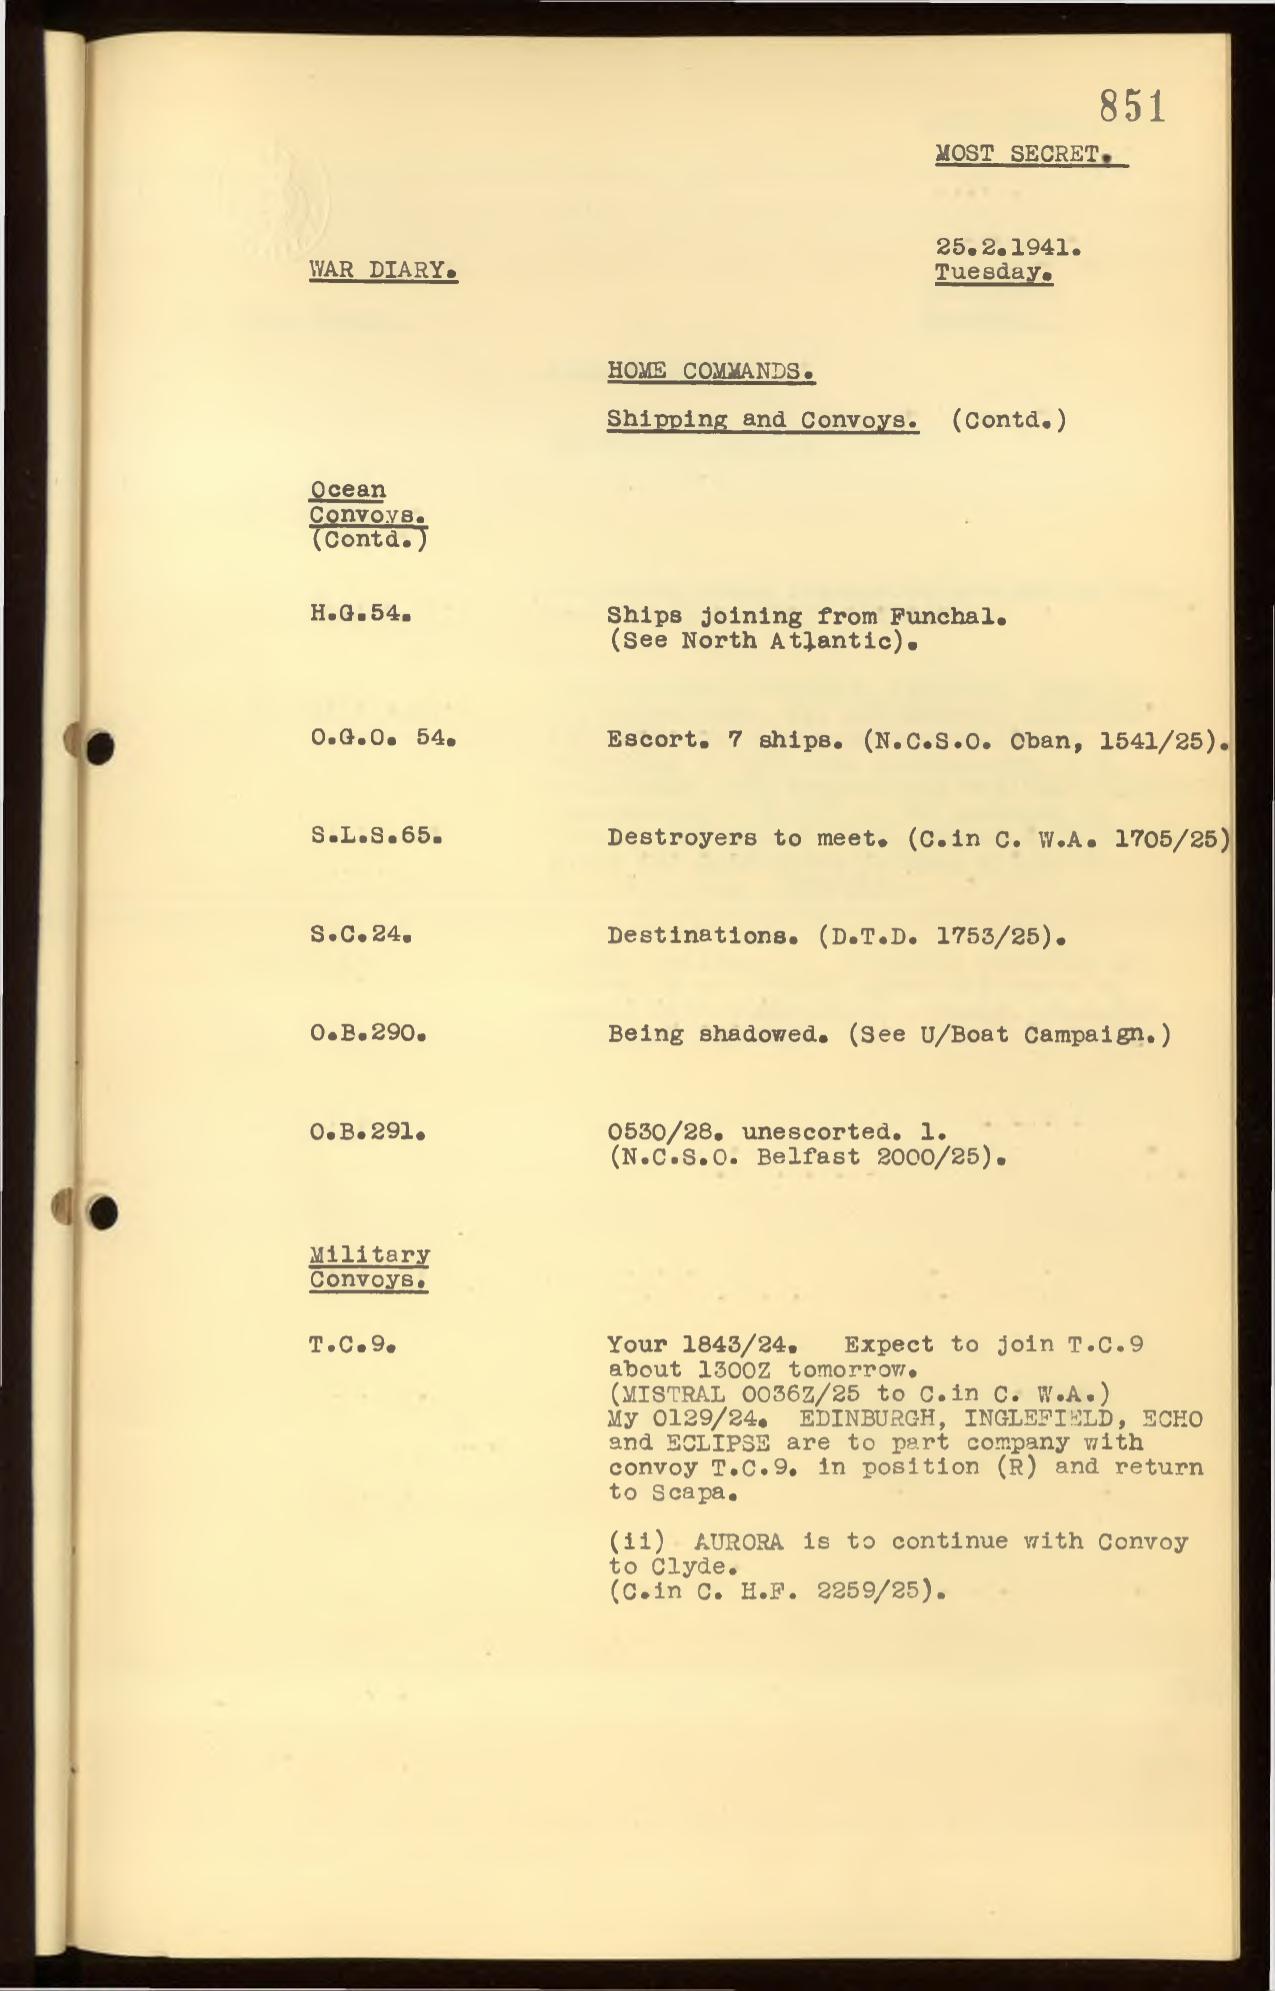 851
MOST SECRET.
25.2.1941.
WAR DIARY.
Tuesday.
HOME COMMANDS.
Shipping and Convoys. (Contd.)
Ocean
Convoys.
(Contd.)
H.G.54. Ships joining from Funchal.
(See North Atlantic).
O.G.O. 54. Escort. 7 ships. (N.C.S.O. Oban, 1541/25).
S.L.S.65. Destroyers to meet. (C.in C. W.A. 1705/25)
S.C.24. Destinations. (D.T.D. 1753/25).
O.B.290. Being shadowed. (See U/Boat Campaign.)
O.B.291. 0530/28. unescorted. 1.
(N.C.S.O. Belfast 2000/25).
Military
Convoys.
T.C.9. Your 1843/24. Expect to join T.C.9
about 1300Z tomorrow.
(MISTRAL 0036Z/25 to C.in C. W.A.)
My 0129/24. EDINBURGH, INGLEFIELD, ECHO
and ECLIPSE are to part company with
convoy T.C.9. in position (R) and return
to Scapa.
(ii) AURORA is to continue with Convoy
to Clyde.
(C.in C. H.F. 2259/25).